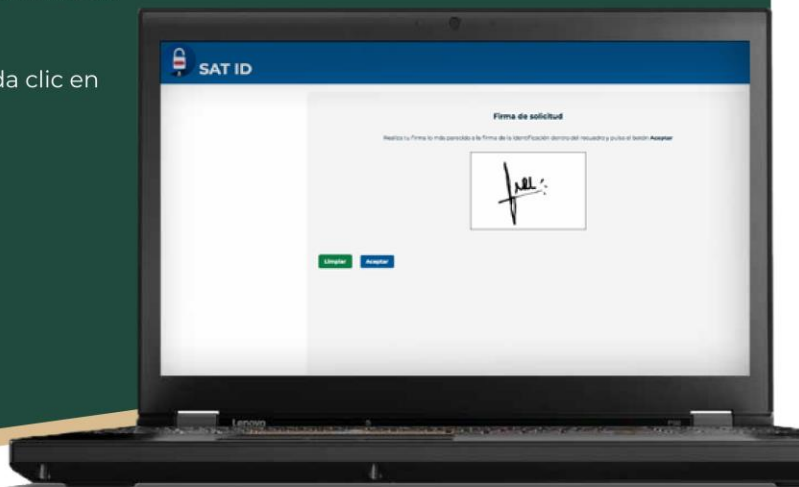 da clic en
SAT ID
Firma de solicitud
Realiza tu firma lo más parecido a la firma de la identificación dentro del recuadro y pulsa el botón Aceptar
Limpiar Aceptar
Lenovo